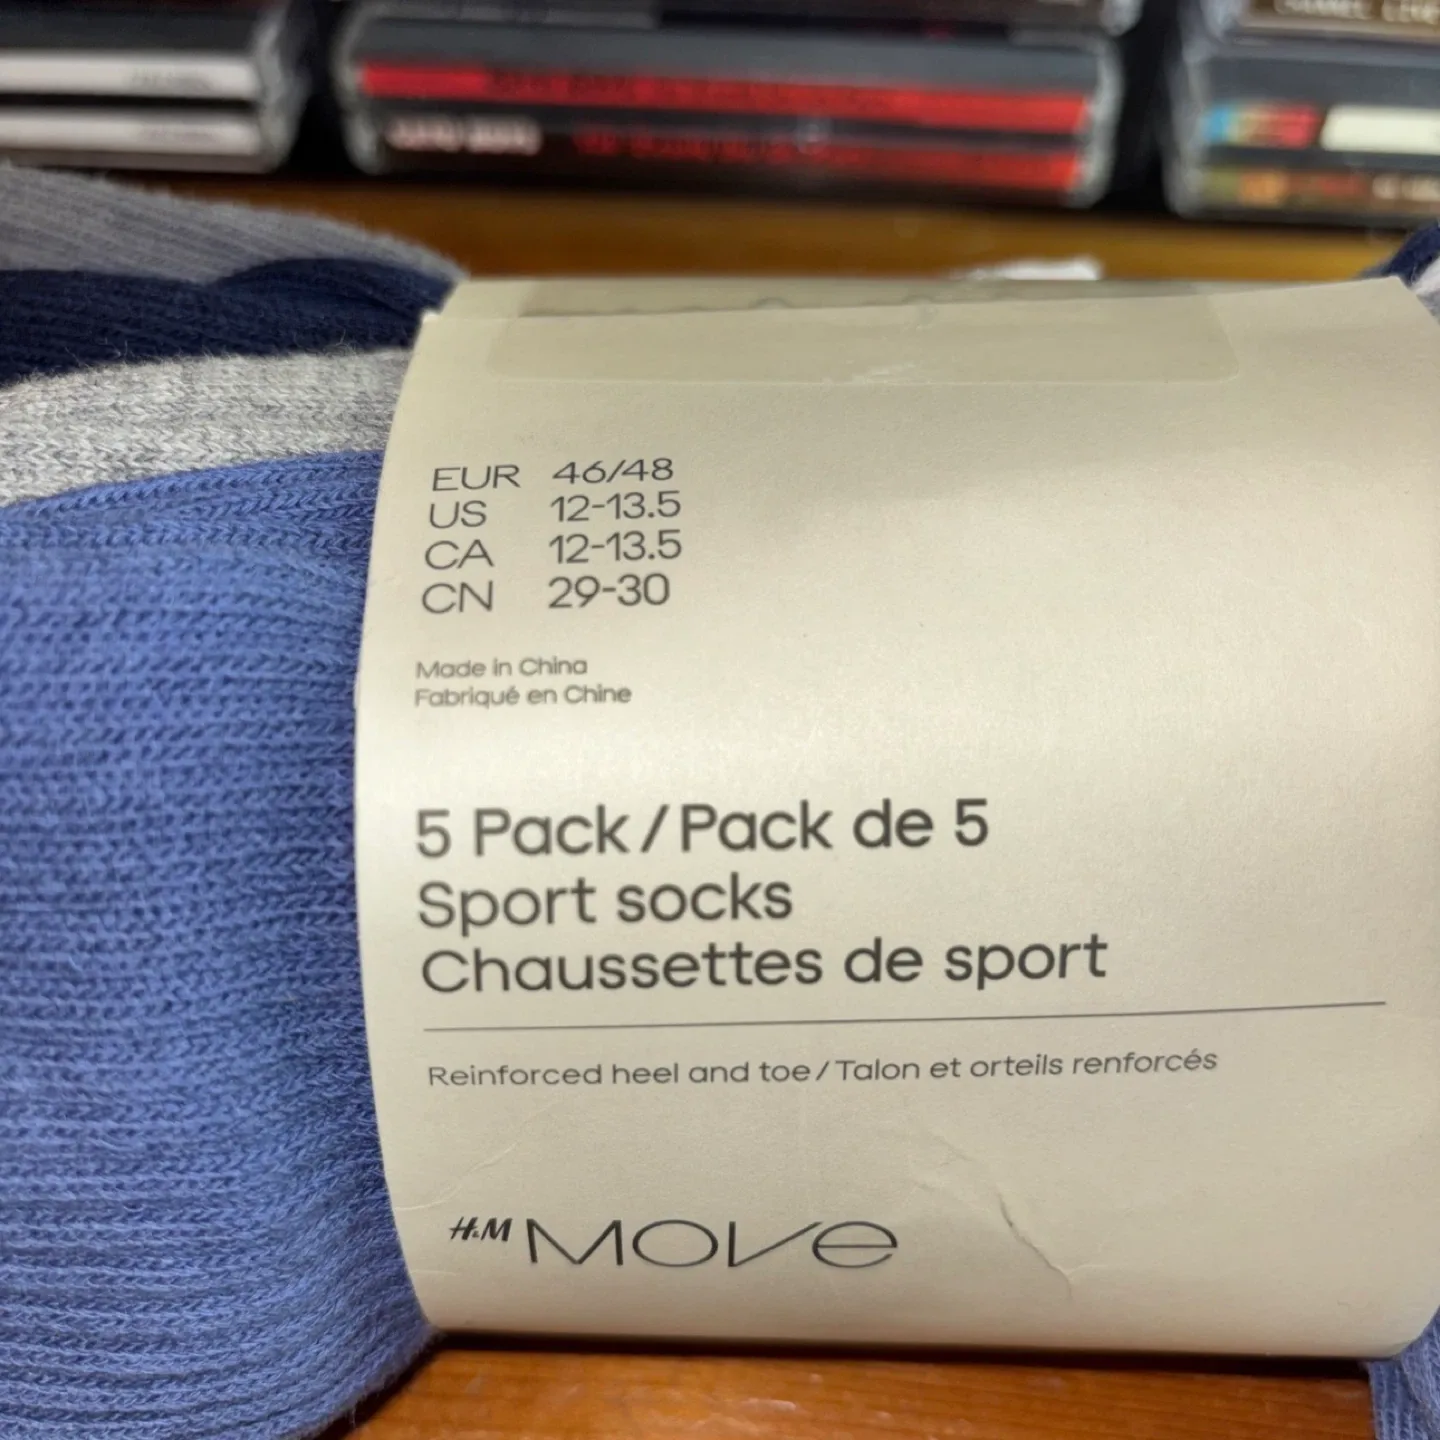 EUR 46/48
US 12-13.5
CA 12-13.5
CN 29-30
Made in China
Fabriqué en Chine
5 Pack / Pack de 5
Sport socks
Chaussettes de sport
Reinforced heel and toe / Talon et orteils renforcés
H&M MOVE